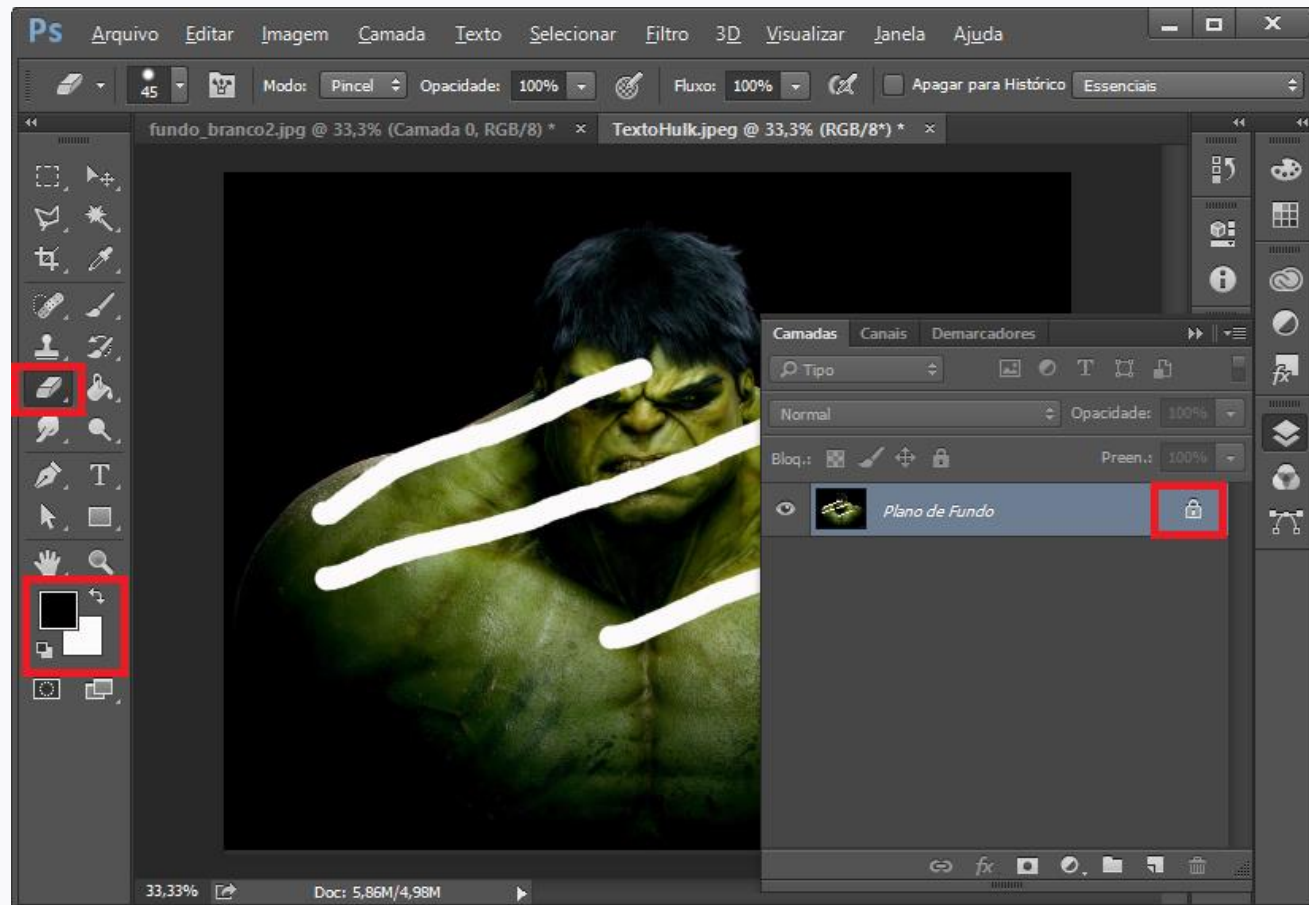 Ps Arquivo Editar Imagem Camada Texto Selecionar Filtro 3D Visualizar Janela Ajuda
45 Modo: Pincel Opacidade: 100% Fluxo: 100% Apagar para Histórico Essenciais
fundo_branco2.jpg @ 33,3% (Camada 0, RGB/8) * × TextoHulk.jpeg @ 33,3% (RGB/8*) * ×
Camadas Canais Demarcadores
Tipo
Normal Opacidade: 100%
Bloq.: Preen.: 100%
Plano de Fundo
33,33% Doc: 5,86M/4,98M